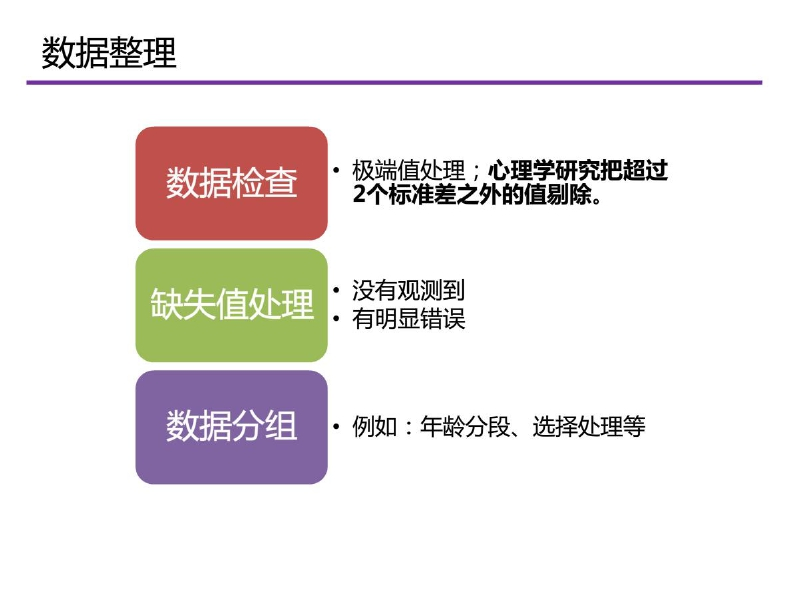 数据整理
数据检查
• 极端值处理；心理学研究把超过
2个标准差之外的值剔除。
缺失值处理
• 没有观测到
• 有明显错误
数据分组
• 例如：年龄分段、选择处理等